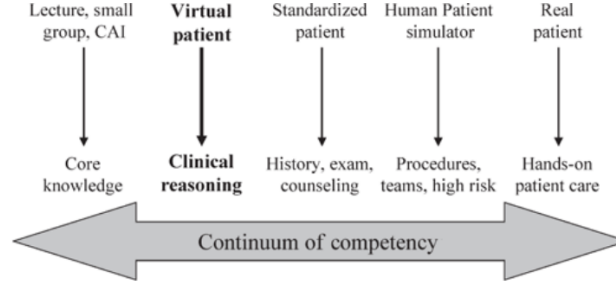 Lecture, small
group, CAI
Virtual
patient
Standardized
patient
Human Patient
simulator
Real
patient
Core
knowledge
Clinical
reasoning
History, exam,
counseling
Procedures,
teams, high risk
Hands-on
patient care
Continuum of competency